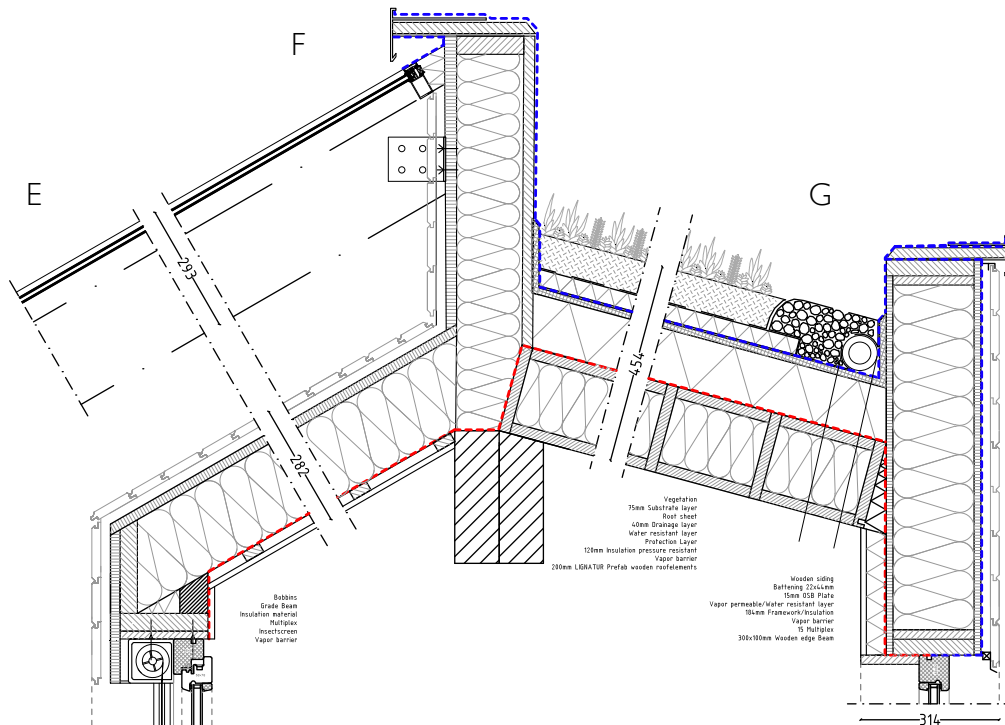 F
E
G
293
454
282
Vegetation
75mm Substrate layer
Root sheet
40mm Drainage layer
Water resistant layer
Protection Layer
120mm Insulation pressure resistant
Vapor barrier
200mm LIGNATUR Prefab wooden roofelements
Wooden siding
Battening 22x44mm
15mm OSB Plate
Vapor permeable/Water resistant layer
184mm Framework/Insulation
Vapor barrier
15 Multiplex
300x100mm Wooden edge Beam
Bobbins
Grade Beam
Insulation material
Multiplex
Insectscreen
Vapor barrier
314